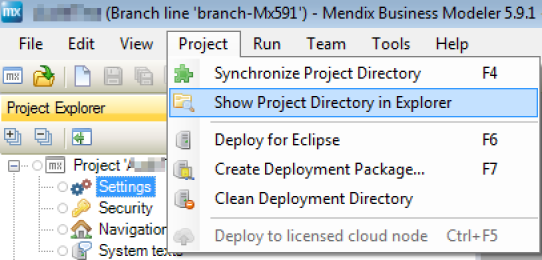 mx (Branch line 'branch-Mx591') - Mendix Business Modeler 5.9.1
File Edit View Project Run Team Tools Help
Synchronize Project Directory F4
Project Explorer
Show Project Directory in Explorer
Deploy for Eclipse F6
mx Project '
Create Deployment Package... F7
Settings
Clean Deployment Directory
Security
Navigation
Deploy to licensed cloud node Ctrl+F5
System texts